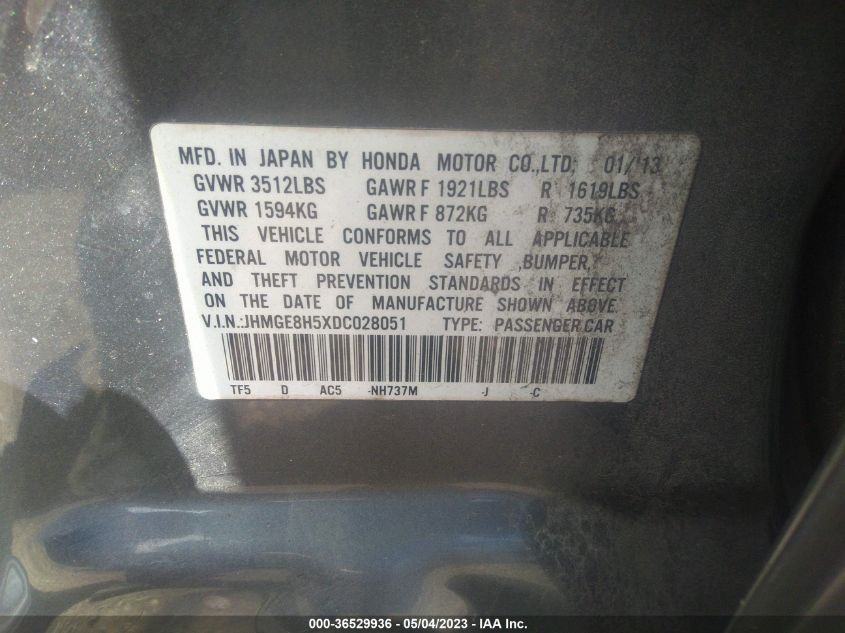 MFD. IN JAPAN BY HONDA MOTOR CO.,LTD. 01/13
GVWR 3512LBS GAWR F 1921LBS R 1619LBS
GVWR 1594KG GAWR F 872KG R 735KG
THIS VEHICLE CONFORMS TO ALL APPLICABLE
FEDERAL MOTOR VEHICLE SAFETY ,BUMPER,
AND THEFT PREVENTION STANDARDS IN EFFECT
ON THE DATE OF MANUFACTURE SHOWN ABOVE.
V.I.N.:JHMGE8H5XDC028051 TYPE: PASSENGER CAR
TF5 D AC5 -NH737M -J -C
000-36529936 - 05/04/2023 - IAA Inc.